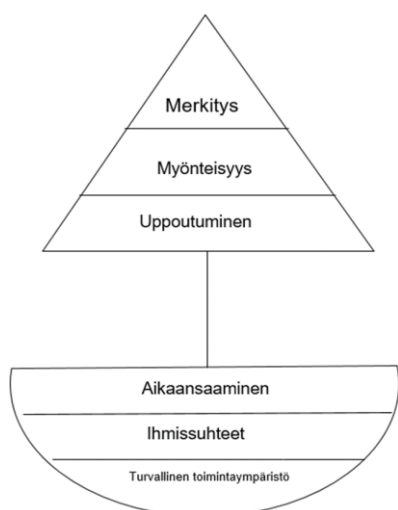 Merkitys
Myönteisyys
Uppoutuminen
Aikaansaaminen
Ihmissuhteet
Turvallinen toimintaympäristö